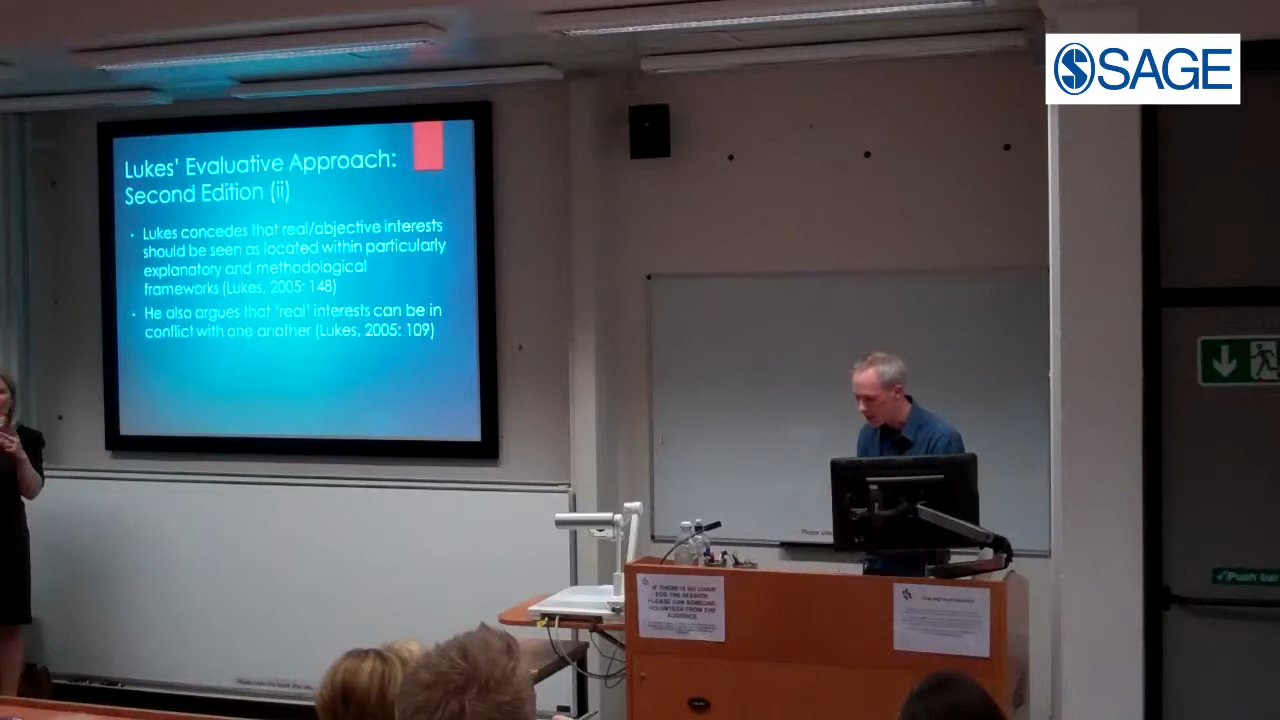 SAGE
Lukes' Evaluative Approach:
Second Edition (ii)
• Lukes concedes that real/objective interests
should be seen as located within particularly
explanatory and methodological
frameworks (Lukes, 2005: 148)
• He also argues that 'real' interests can be in
conflict with one another (Lukes, 2005: 109)
IF THERE IS NO CHAIR
FOR THE SESSION
PLEASE CAN SOMEONE
VOLUNTEER FROM THE
AUDIENCE
Push bar
Please